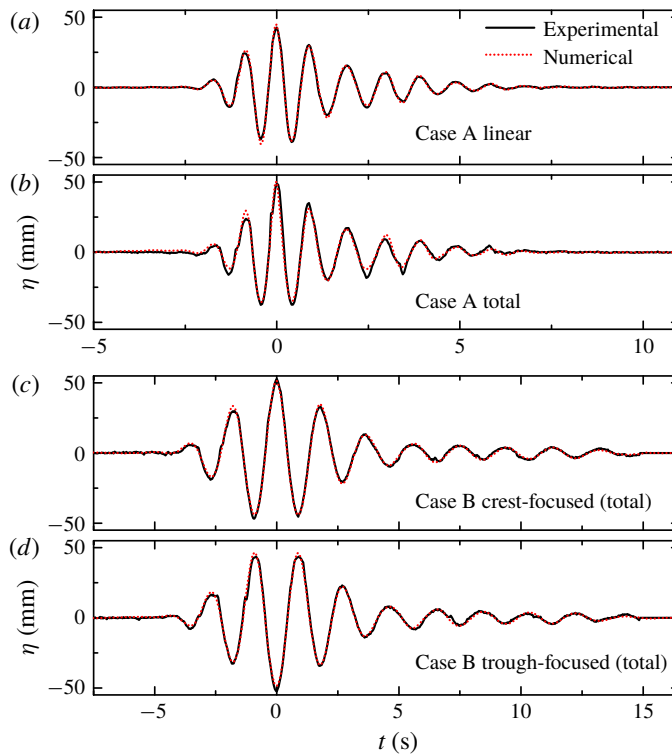 (a)
50
0
−50
Experimental
Numerical
Case A linear
(b)
50
0
−50
η (mm)
Case A total
−5
0
5
10
(c)
50
0
−50
Case B crest-focused (total)
(d)
50
0
−50
η (mm)
Case B trough-focused (total)
−5
0
5
10
15
t (s)